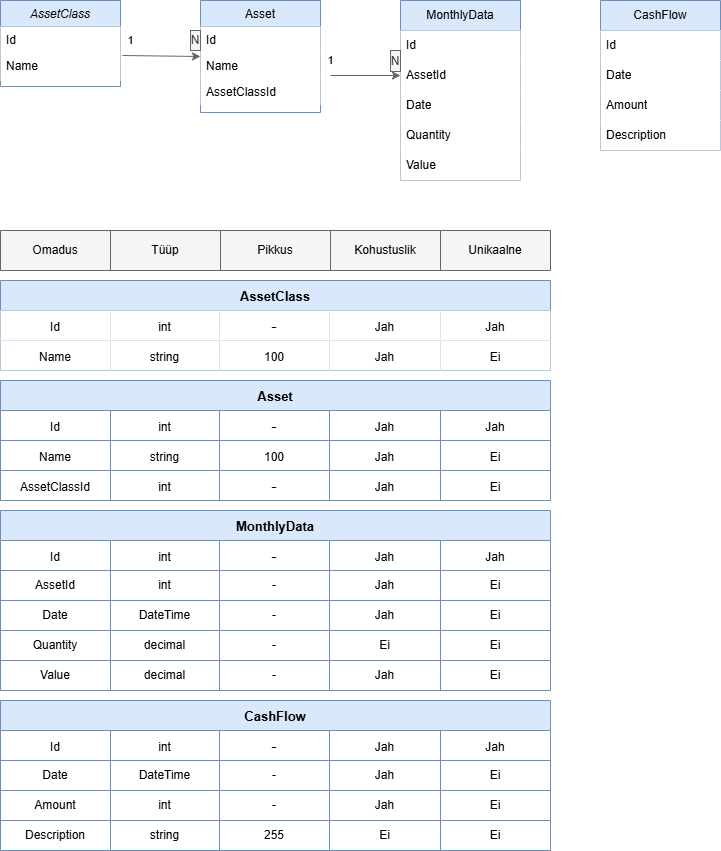 AssetClass
Id
Name
1
N
Asset
Id
Name
AssetClassId
1
N
MonthlyData
Id
AssetId
Date
Quantity
Value
CashFlow
Id
Date
Amount
Description
Omadus Tüüp Pikkus Kohustuslik Unikaalne
AssetClass
Id int - Jah Jah
Name string 100 Jah Ei
Asset
Id int - Jah Jah
Name string 100 Jah Ei
AssetClassId int - Jah Ei
MonthlyData
Id int - Jah Jah
AssetId int - Jah Ei
Date DateTime - Jah Ei
Quantity decimal - Ei Ei
Value decimal - Jah Ei
CashFlow
Id int - Jah Jah
Date DateTime - Jah Ei
Amount int - Jah Ei
Description string 255 Ei Ei